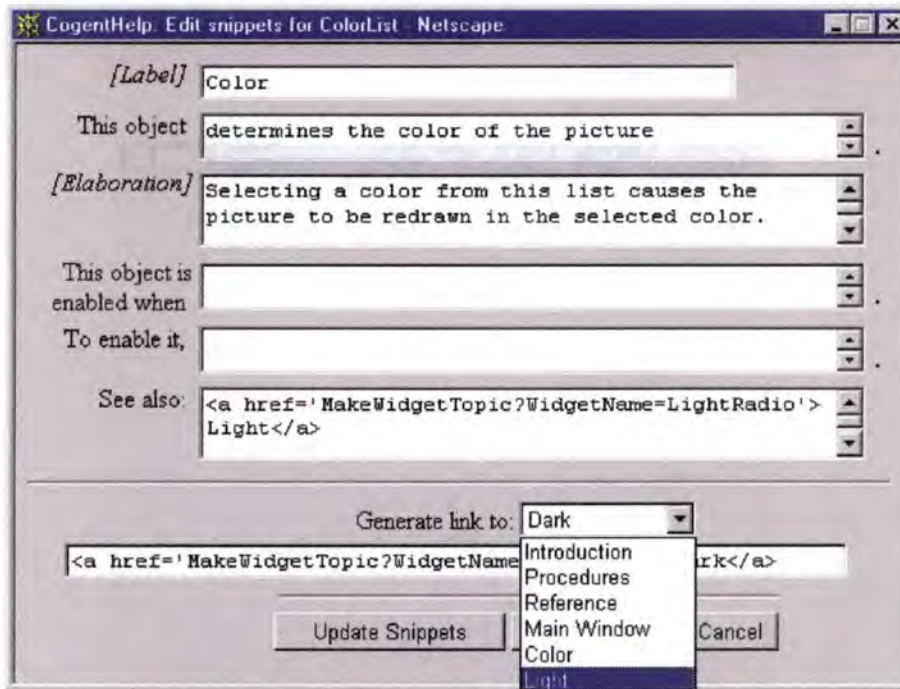 CogentHelp. Edit snippets for ColorList - Netscape
[Label] Color
This object determines the color of the picture .
[Elaboration] Selecting a color from this list causes the
picture to be redrawn in the selected color.
This object is
enabled when .
To enable it, .
See also: <a href='MakeWidgetTopic?WidgetName=LightRadio'>
Light</a>
Generate link to: Dark
<a href='MakeWidgetTopic?WidgetName rk</a>
Introduction
Procedures
Reference
Main Window
Color
Light
Update Snippets Cancel